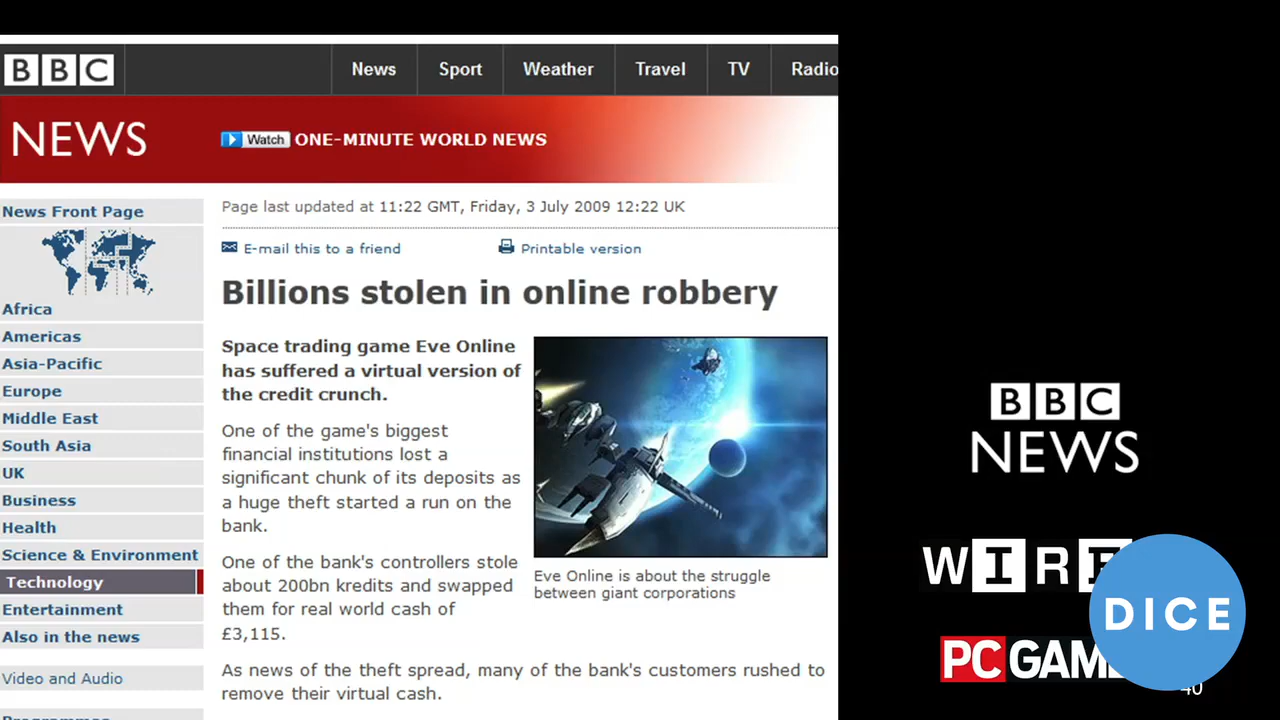 BBC
News
Sport
Weather
Travel
TV
Radio
NEWS
Watch ONE-MINUTE WORLD NEWS
News Front Page
Africa
Americas
Asia-Pacific
Europe
Middle East
South Asia
UK
Business
Health
Science & Environment
Technology
Entertainment
Also in the news
Video and Audio
Page last updated at 11:22 GMT, Friday, 3 July 2009 12:22 UK
E-mail this to a friend
Printable version
Billions stolen in online robbery
Space trading game Eve Online
has suffered a virtual version of
the credit crunch.
One of the game's biggest
financial institutions lost a
significant chunk of its deposits as
a huge theft started a run on the
bank.
One of the bank's controllers stole
about 200bn kredits and swapped
them for real world cash of
£3,115.
Eve Online is about the struggle
between giant corporations
As news of the theft spread, many of the bank's customers rushed to
remove their virtual cash.
BBC
NEWS
DICE
PC
40